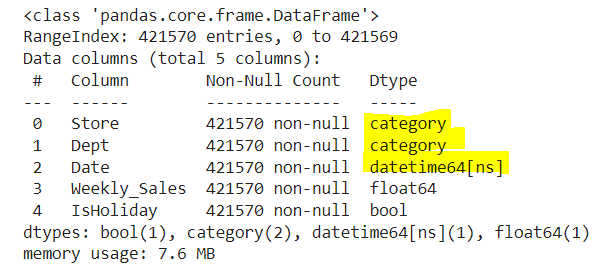 <class 'pandas.core.frame.DataFrame'>
RangeIndex: 421570 entries, 0 to 421569
Data columns (total 5 columns):
 #   Column        Non-Null Count   Dtype
---  ------        --------------   -----
 0   Store         421570 non-null  category
 1   Dept          421570 non-null  category
 2   Date          421570 non-null  datetime64[ns]
 3   Weekly_Sales  421570 non-null  float64
 4   IsHoliday     421570 non-null  bool
dtypes: bool(1), category(2), datetime64[ns](1), float64(1)
memory usage: 7.6 MB